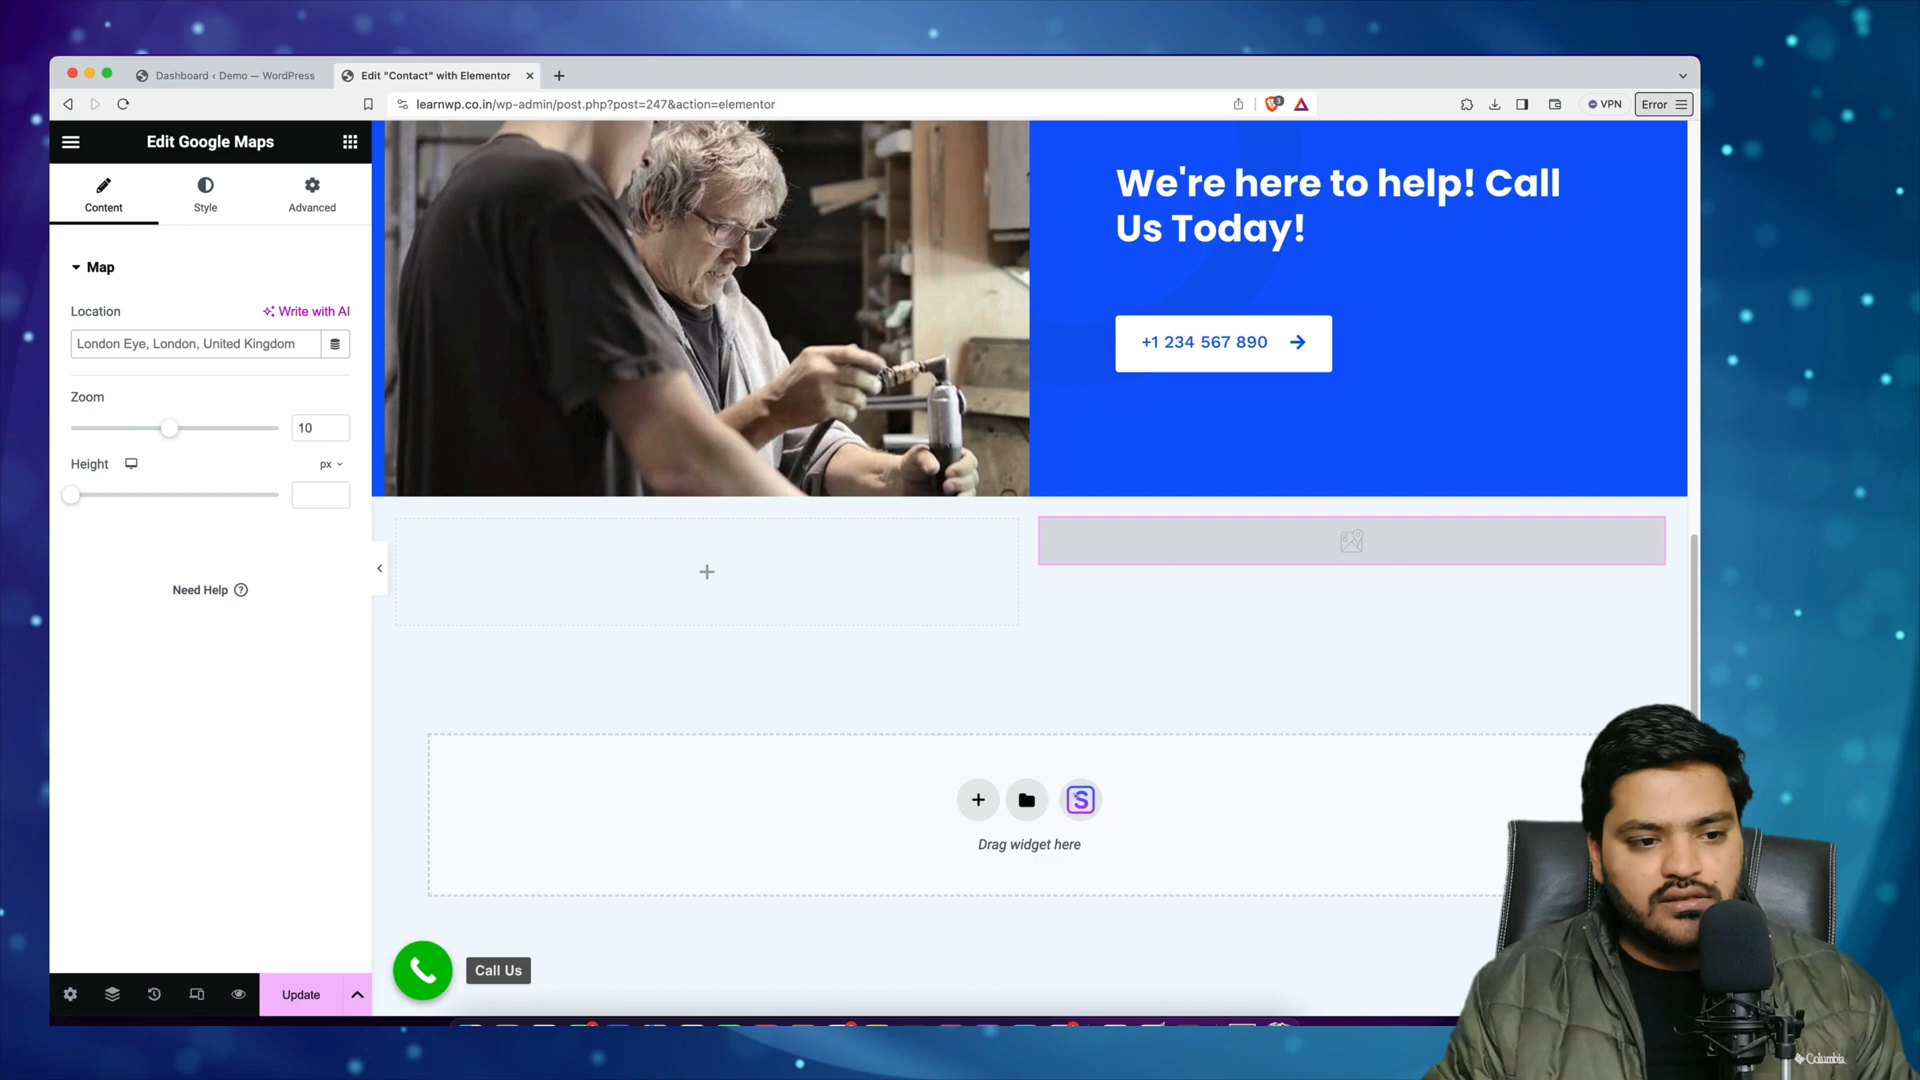 Dashboard ‹ Demo — WordPress
Edit "Contact" with Elementor
learnwp.co.in/wp-admin/post.php?post=247&action=elementor
3
VPN
Error
Edit Google Maps
Content
Style
Advanced
Map
Location
Write with AI
London Eye, London, United Kingdom
Zoom
10
Height
px
Need Help
Update
We're here to help! Call
Us Today!
+1 234 567 890
S
Drag widget here
Call Us
Columbia